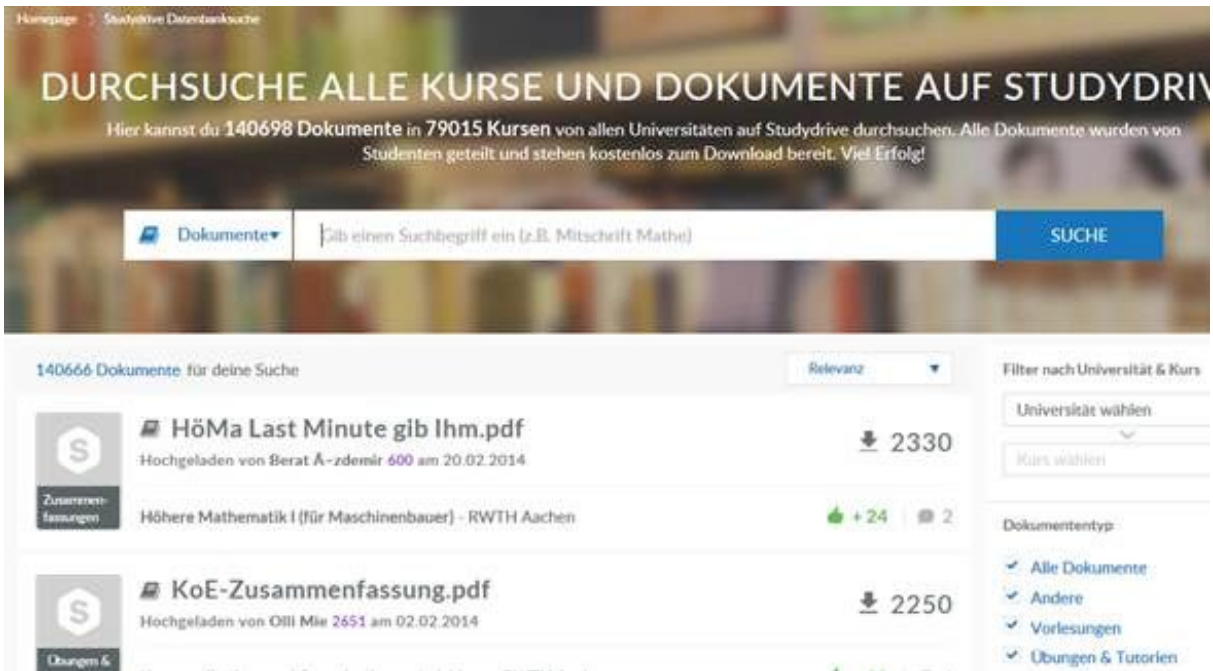 Homepage > Studydrive Datenbanksuche
DURCHSUCHE ALLE KURSE UND DOKUMENTE AUF STUDYDRIV
Hier kannst du 140698 Dokumente in 79015 Kursen von allen Universitäten auf Studydrive durchsuchen. Alle Dokumente wurden von
Studenten geteilt und stehen kostenlos zum Download bereit. Viel Erfolg!
Dokumente
Gib einen Suchbegriff ein (z.B. Mitschrift Mathe)
SUCHE
140666 Dokumente für deine Suche
Relevanz
S
Zusammen-
fassungen
HöMa Last Minute gib Ihm.pdf
2330
Hochgeladen von Berat Ã–zdemir 600 am 20.02.2014
Höhere Mathematik I (für Maschinenbauer) - RWTH Aachen
+ 24
2
S
Übungen &
KoE-Zusammenfassung.pdf
2250
Hochgeladen von Olli Mie 2651 am 02.02.2014
Filter nach Universität & Kurs
Universität wählen
Kurs wählen
Dokumententyp
Alle Dokumente
Andere
Vorlesungen
Übungen & Tutorien